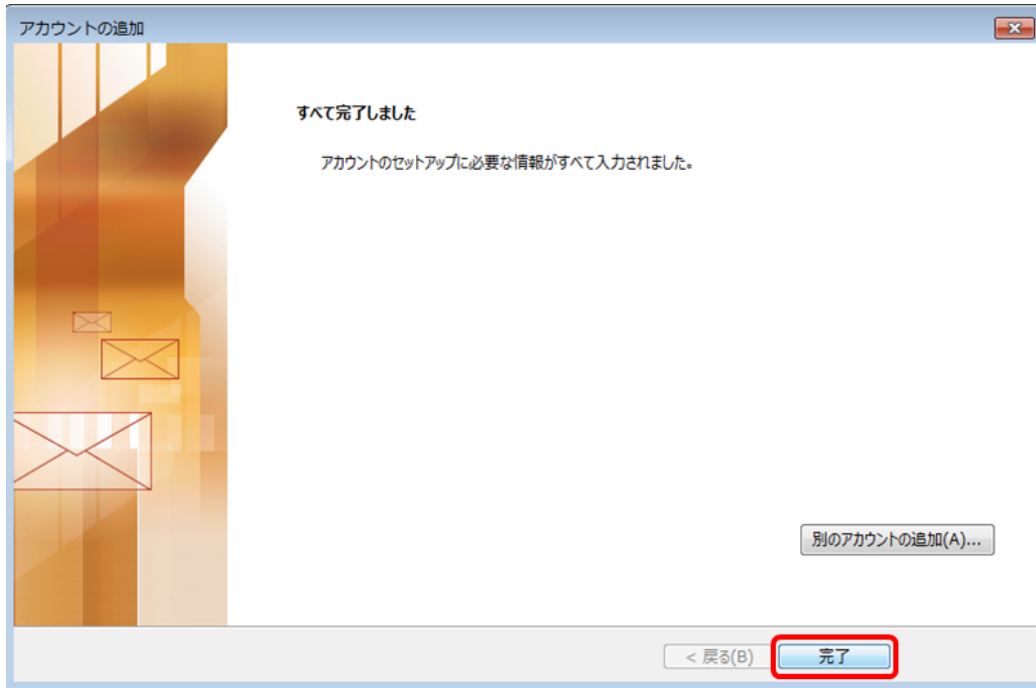 アカウントの追加
すべて完了しました
アカウントのセットアップに必要な情報がすべて入力されました。
別のアカウントの追加(A)...
< 戻る(B)
完了